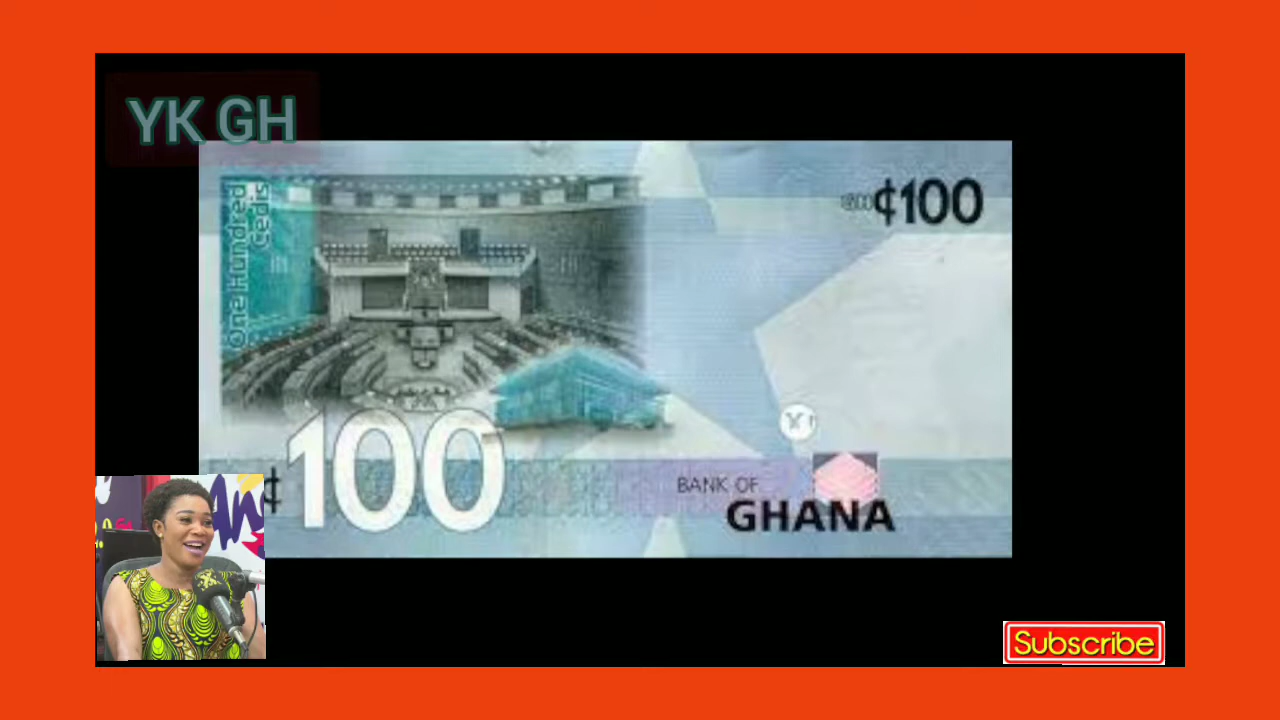 YK GH
One Hundred
Cedis
¢100
¢100
BANK OF
GHANA
Subscribe